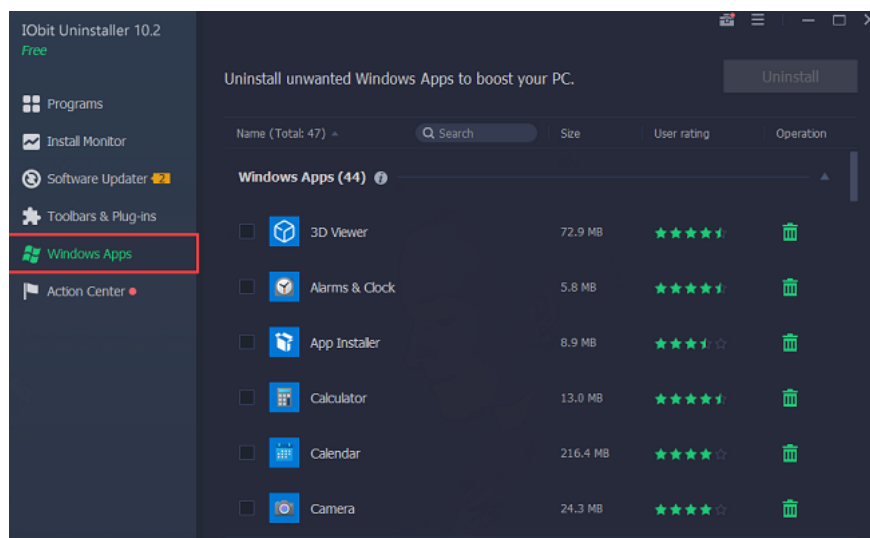 IObit Uninstaller 10.2
Free
Programs
Install Monitor
Software Updater 2
Toolbars & Plug-ins
Windows Apps
Action Center
Uninstall unwanted Windows Apps to boost your PC.
Uninstall
Name (Total: 47) Search Size User rating Operation
Windows Apps (44)
3D Viewer 72.9 MB
Alarms & Clock 5.8 MB
App Installer 8.9 MB
Calculator 13.0 MB
Calendar 216.4 MB
Camera 24.3 MB